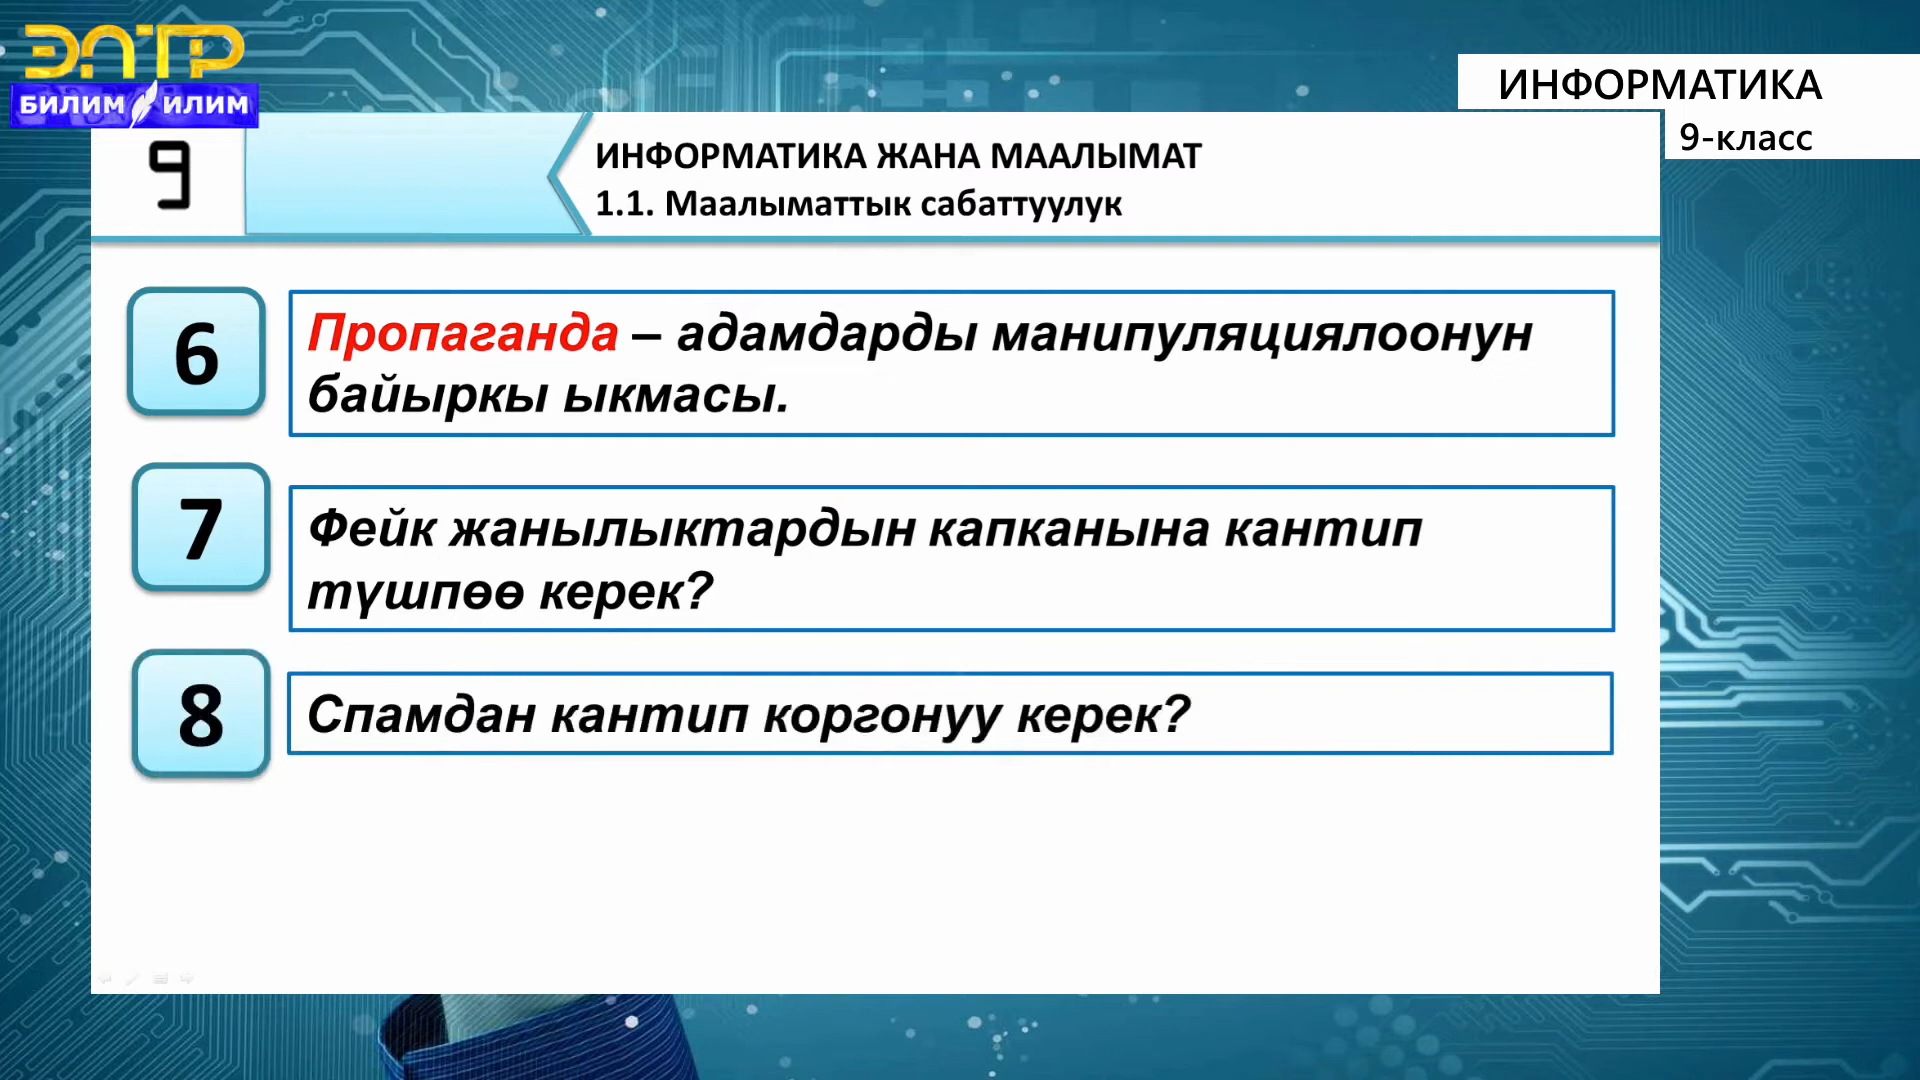 ЭЛТР
БИЛИМ ИЛИМ
ИНФОРМАТИКА
9-класс
9
ИНФОРМАТИКА ЖАНА МААЛЫМАТ
1.1. Маалыматтык сабаттуулук
6
Пропаганда – адамдарды манипуляциялоонун
байыркы ыкмасы.
7
Фейк жанылыктардын капканына кантип
түшпөө керек?
8
Спамдан кантип коргонуу керек?